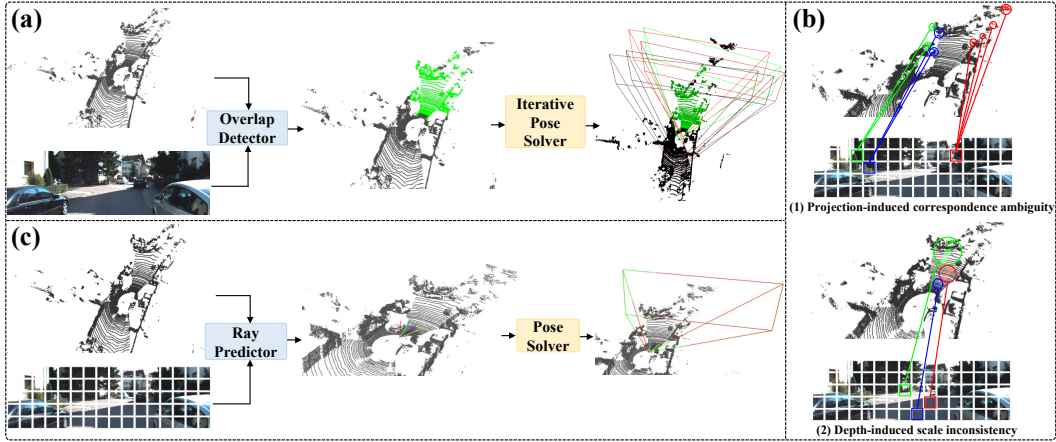 (a)
Overlap
Detector
Iterative
Pose
Solver
(b)
(1) Projection-induced correspondence ambiguity
(c)
Ray
Predictor
Pose
Solver
(2) Depth-induced scale inconsistency